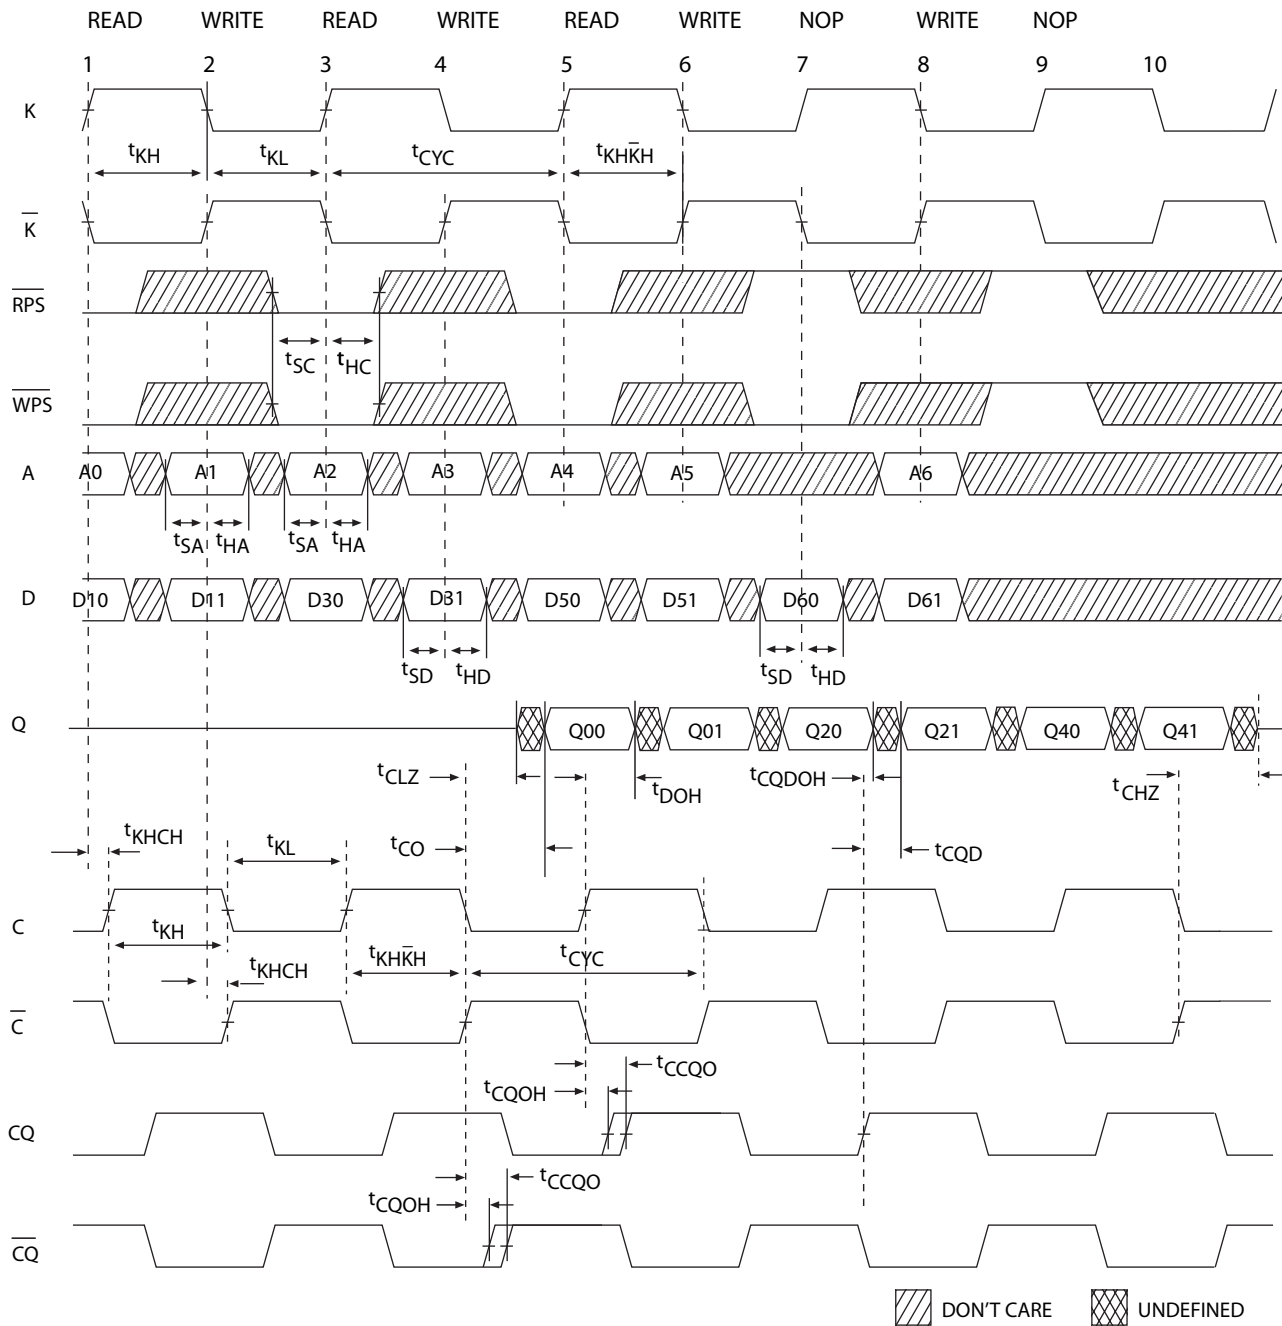 READ WRITE READ WRITE READ WRITE NOP WRITE NOP
1 2 3 4 5 6 7 8 9 10
K
tKH tKL tCYC tKHK̅H
K̅
R̅P̅S̅
tSC tHC
W̅P̅S̅
A A0 A1 A2 A3 A4 A5 A6
tSA tHA tSA tHA
D D10 D11 D30 D31 D50 D51 D60 D61
tSD tHD tSD tHD
Q Q00 Q01 Q20 Q21 Q40 Q41
tCLZ tDOH tCQDOH tCHZ
tKHCH tKL tCO tCQD
C
tKH tKHK̅H tCYC
tKHCH
C̅
tCCQO
tCQOH
CQ
tCCQO
tCQOH
C̅Q̅
DON'T CARE UNDEFINED